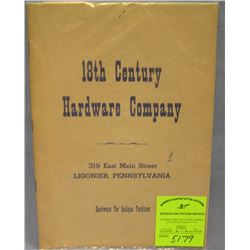 18th Century
Hardware Company
319 East Main Street
LIGONIER, PENNSYLVANIA
Hardware For Antique Furniture
5179